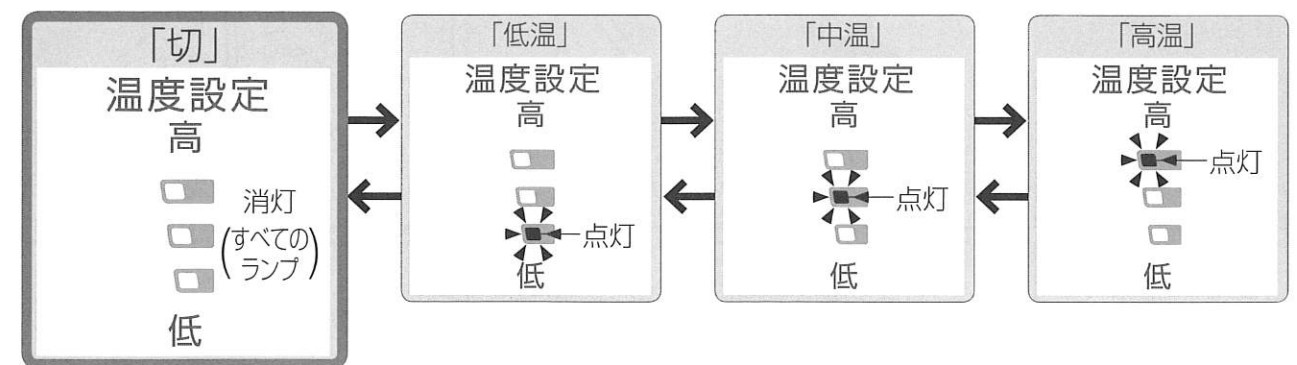 「切」
温度設定
高
消灯
(すべての
ランプ)
低
「低温」
温度設定
高
点灯
低
「中温」
温度設定
高
点灯
低
「高温」
温度設定
高
点灯
低